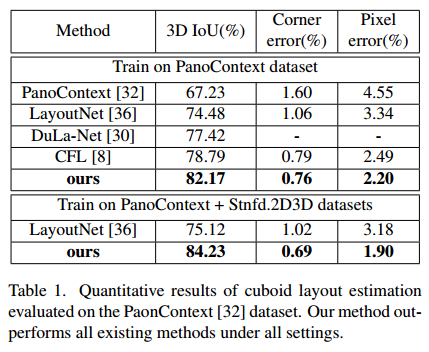 Method 3D IoU(%) Corner error(%) Pixel error(%)
Train on PanoContext dataset
PanoContext [32] 67.23 1.60 4.55
LayoutNet [36] 74.48 1.06 3.34
DuLa-Net [30] 77.42 - -
CFL [8] 78.79 0.79 2.49
ours 82.17 0.76 2.20
Train on PanoContext + Stnfd.2D3D datasets
LayoutNet [36] 75.12 1.02 3.18
ours 84.23 0.69 1.90
Table 1. Quantitative results of cuboid layout estimation
evaluated on the PaonContext [32] dataset. Our method out-
performs all existing methods under all settings.